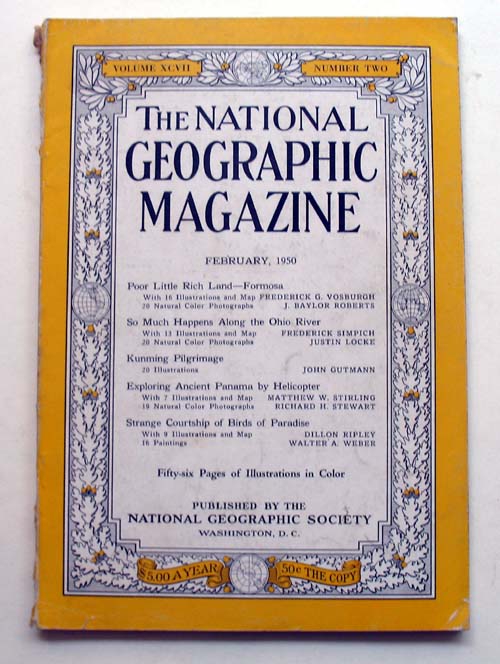 VOLUME XCVII NUMBER TWO
THE NATIONAL
GEOGRAPHIC
MAGAZINE
FEBRUARY, 1950
Poor Little Rich Land—Formosa
With 16 Illustrations and Map FREDERICK G. VOSBURGH
20 Natural Color Photographs J. BAYLOR ROBERTS
So Much Happens Along the Ohio River
With 13 Illustrations and Map FREDERICK SIMPICH
20 Natural Color Photographs JUSTIN LOCKE
Kunming Pilgrimage
20 Illustrations JOHN GUTMANN
Exploring Ancient Panama by Helicopter
With 7 Illustrations and Map MATTHEW W. STIRLING
19 Natural Color Photographs RICHARD H. STEWART
Strange Courtship of Birds of Paradise
With 9 Illustrations and Map DILLON RIPLEY
16 Paintings WALTER A. WEBER
Fifty-six Pages of Illustrations in Color
PUBLISHED BY THE
NATIONAL GEOGRAPHIC SOCIETY
WASHINGTON, D. C.
$5.00 A YEAR 50¢ THE COPY